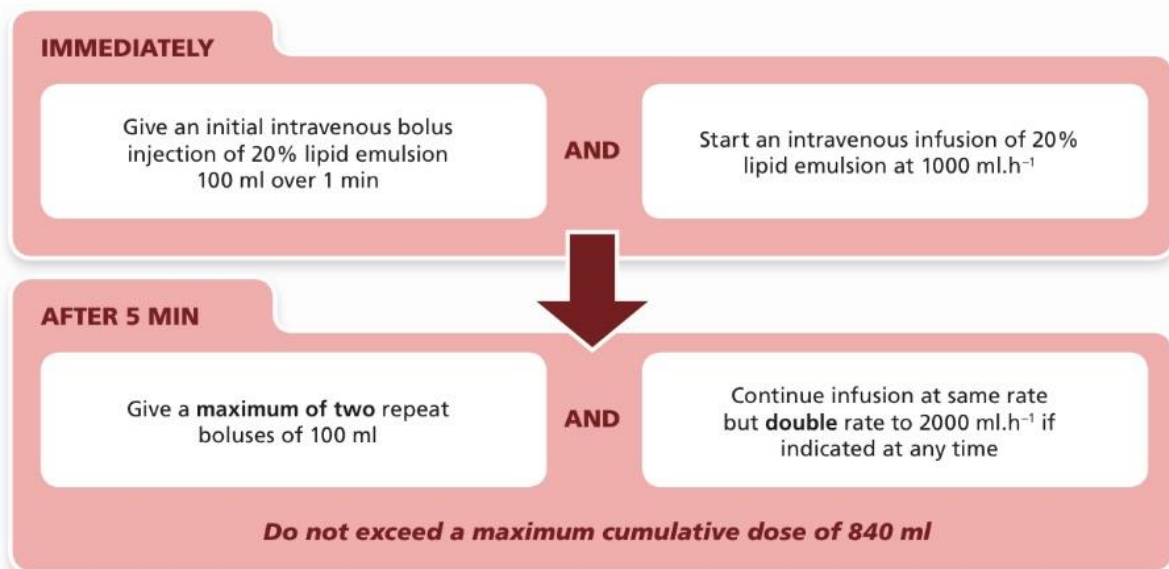 IMMEDIATELY
Give an initial intravenous bolus
injection of 20% lipid emulsion
100 ml over 1 min
AND
Start an intravenous infusion of 20%
lipid emulsion at 1000 ml.h⁻¹
AFTER 5 MIN
Give a maximum of two repeat
boluses of 100 ml
AND
Continue infusion at same rate
but double rate to 2000 ml.h⁻¹ if
indicated at any time
Do not exceed a maximum cumulative dose of 840 ml